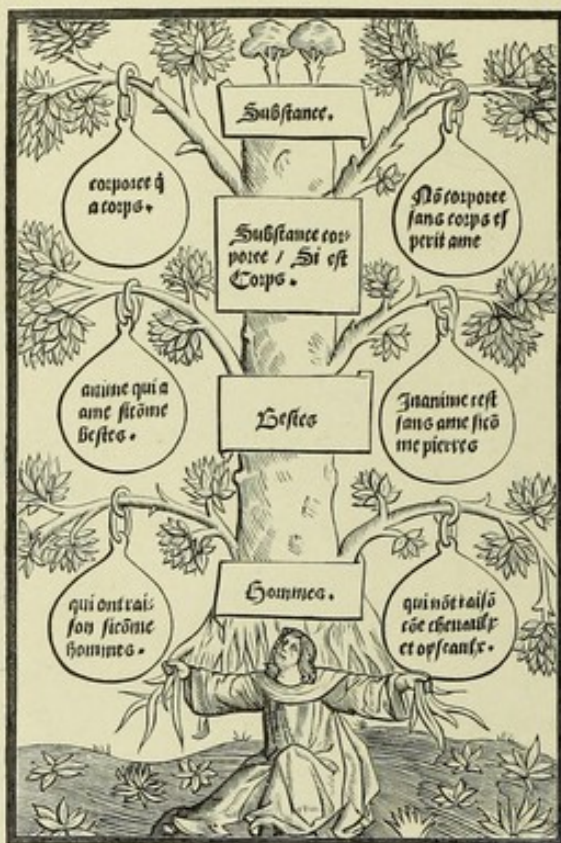 Substance.
corporee q̃
a corps.
Nõ corporee
sans corps es
perit ame
Substance cor⸗
poree / Si est
Corps.
anime qui a
ame sicõme
bestes.
Bestes
Inanime cest
sans ame sicõ
me pierres
Hommes.
qui ont rai⸗
son sicõme
hommes.
qui nõt raisõ
cõe chevaulx
et oyseaulx.